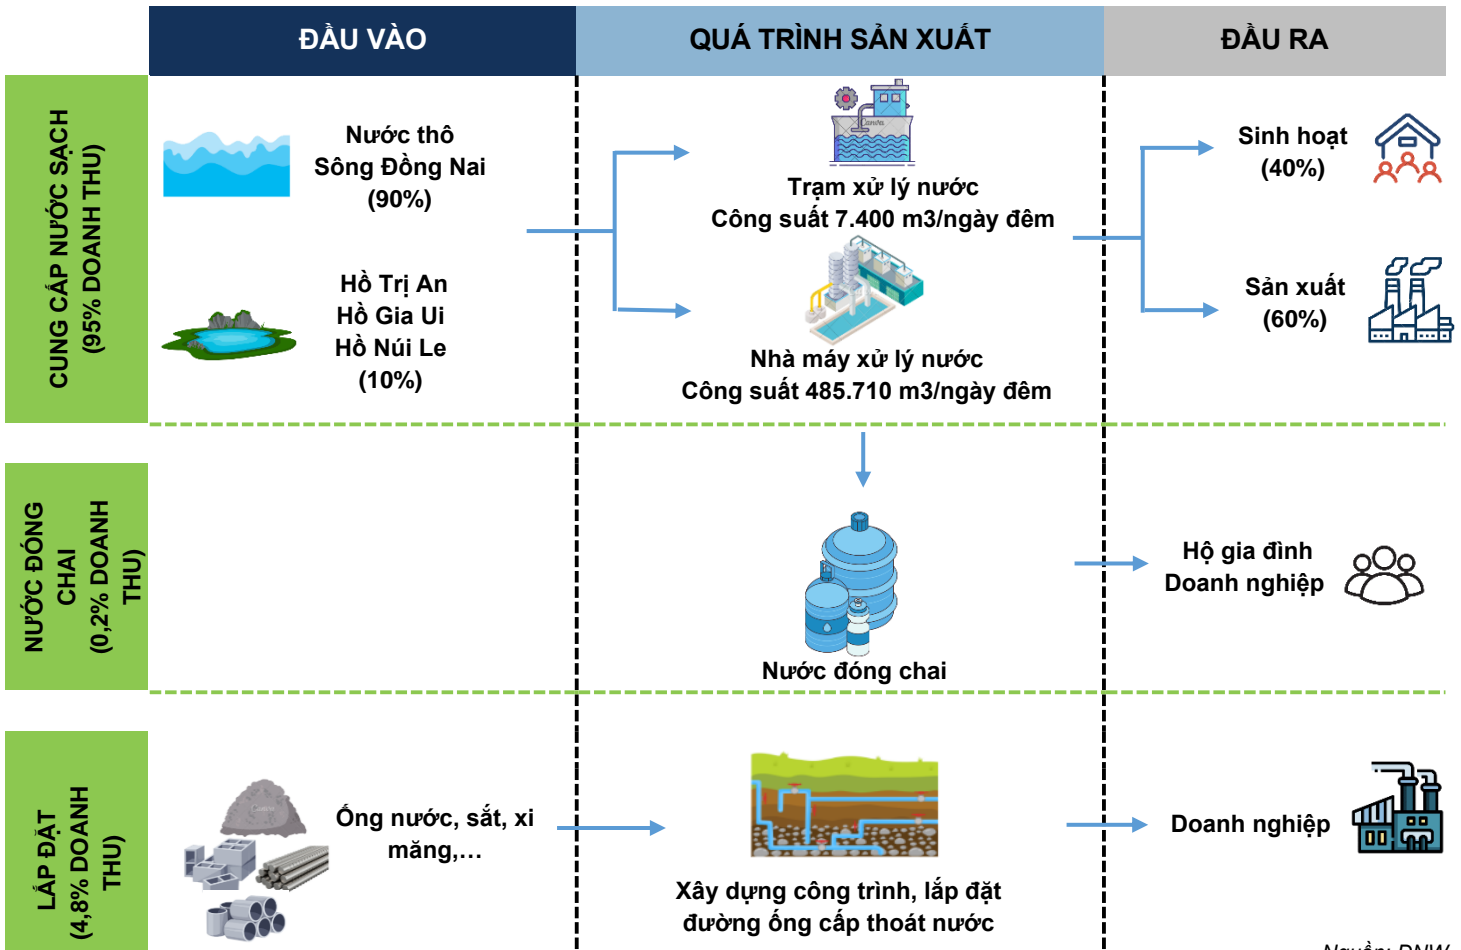 ĐẦU VÀO
QUÁ TRÌNH SẢN XUẤT
ĐẦU RA
CUNG CẤP NƯỚC SẠCH
(95% DOANH THU)
Nước thô
Sông Đồng Nai
(90%)
Hồ Trị An
Hồ Gia Ui
Hồ Núi Le
(10%)
Canva
Trạm xử lý nước
Công suất 7.400 m3/ngày đêm
Nhà máy xử lý nước
Công suất 485.710 m3/ngày đêm
Sinh hoạt
(40%)
Sản xuất
(60%)
NƯỚC ĐÓNG
CHAI
(0,2% DOANH
THU)
Nước đóng chai
Hộ gia đình
Doanh nghiệp
LẮP ĐẶT
(4,8% DOANH
THU)
Canva
Ống nước, sắt, xi
măng,…
Xây dựng công trình, lắp đặt
đường ống cấp thoát nước
Doanh nghiệp
Nguồn: DNW